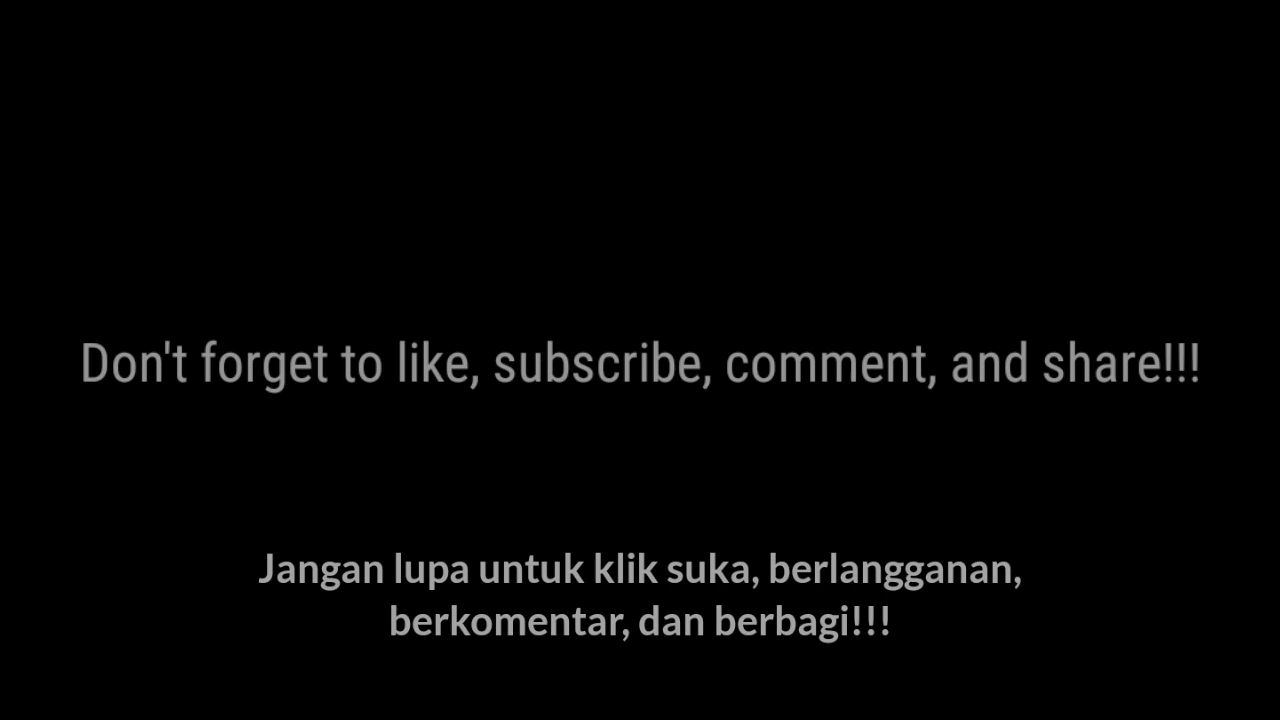 Don't forget to like, subscribe, comment, and share!!!
Jangan lupa untuk klik suka, berlangganan,
berkomentar, dan berbagi!!!